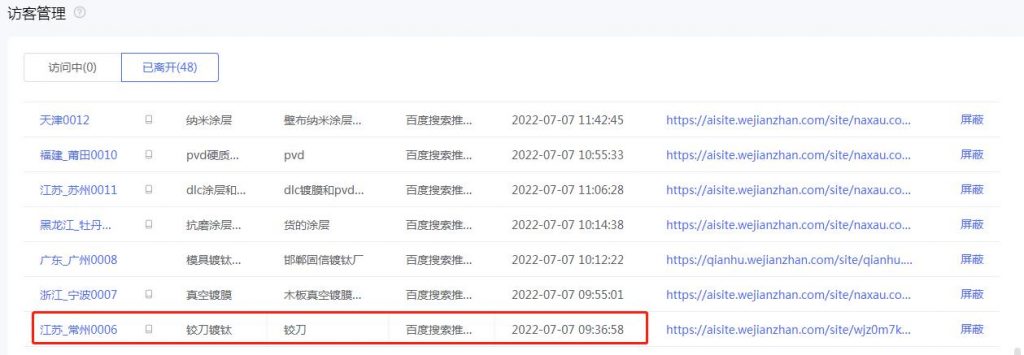 访客管理
访问中(0) 已离开(48)
天津0012 纳米涂层 壁布纳米涂层... 百度搜索推... 2022-07-07 11:42:45 https://aisite.wejianzhan.com/site/naxau.co... 屏蔽
福建_莆田0010 pvd硬质... pvd 百度搜索推... 2022-07-07 10:55:33 https://aisite.wejianzhan.com/site/naxau.co... 屏蔽
江苏_苏州0011 dlc涂层和... dlc镀膜和pvd... 百度搜索推... 2022-07-07 11:06:28 https://aisite.wejianzhan.com/site/naxau.co... 屏蔽
黑龙江_牡丹... 抗磨涂层... 货的涂层 百度搜索推... 2022-07-07 10:14:38 https://aisite.wejianzhan.com/site/naxau.co... 屏蔽
广东_广州0008 模具镀钛... 邯郸固信镀钛厂 百度搜索推... 2022-07-07 10:12:22 https://qianhu.wejianzhan.com/site/qianhu.... 屏蔽
浙江_宁波0007 真空镀膜 木板真空镀膜... 百度搜索推... 2022-07-07 09:55:01 https://aisite.wejianzhan.com/site/naxau.co... 屏蔽
江苏_常州0006 铰刀镀钛 铰刀 百度搜索推... 2022-07-07 09:36:58 https://aisite.wejianzhan.com/site/wjz0m7k... 屏蔽